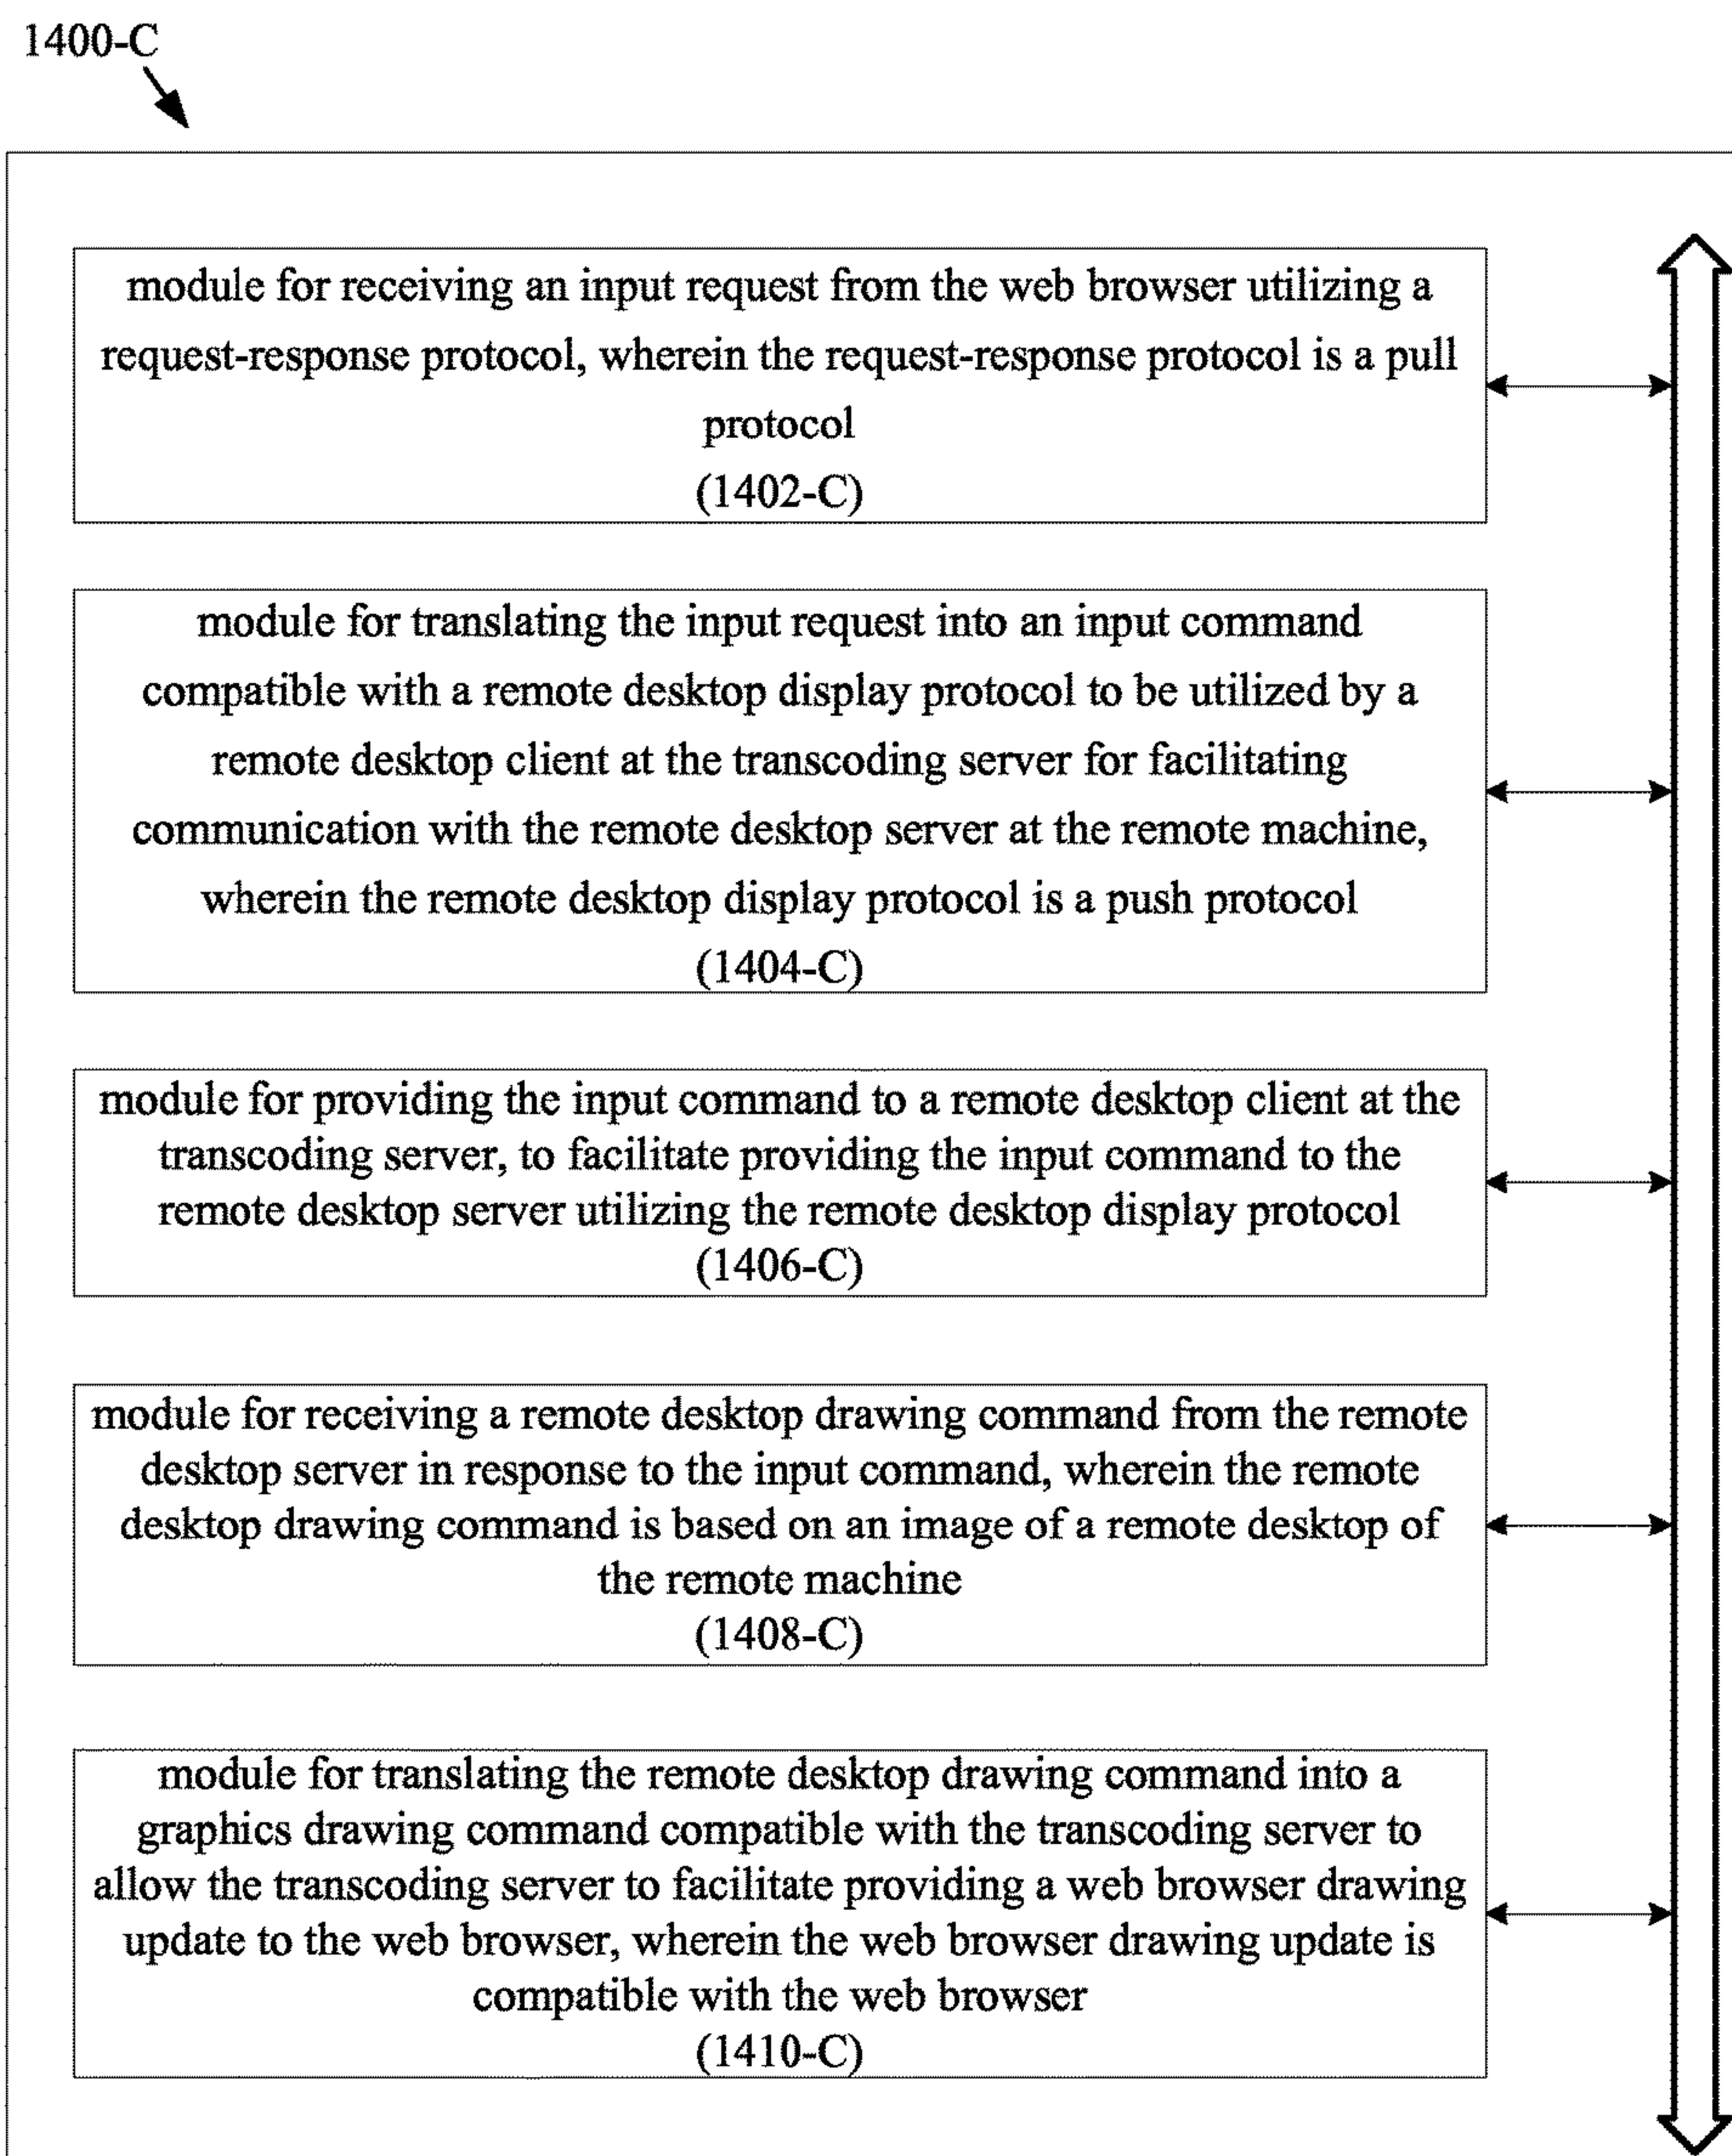 1400-C
module for receiving an input request from the web browser utilizing a
request-response protocol, wherein the request-response protocol is a pull
protocol
(1402-C)
module for translating the input request into an input command
compatible with a remote desktop display protocol to be utilized by a
remote desktop client at the transcoding server for facilitating
communication with the remote desktop server at the remote machine,
wherein the remote desktop display protocol is a push protocol
(1404-C)
module for providing the input command to a remote desktop client at the
transcoding server, to facilitate providing the input command to the
remote desktop server utilizing the remote desktop display protocol
(1406-C)
module for receiving a remote desktop drawing command from the remote
desktop server in response to the input command, wherein the remote
desktop drawing command is based on an image of a remote desktop of
the remote machine
(1408-C)
module for translating the remote desktop drawing command into a
graphics drawing command compatible with the transcoding server to
allow the transcoding server to facilitate providing a web browser drawing
update to the web browser, wherein the web browser drawing update is
compatible with the web browser
(1410-C)